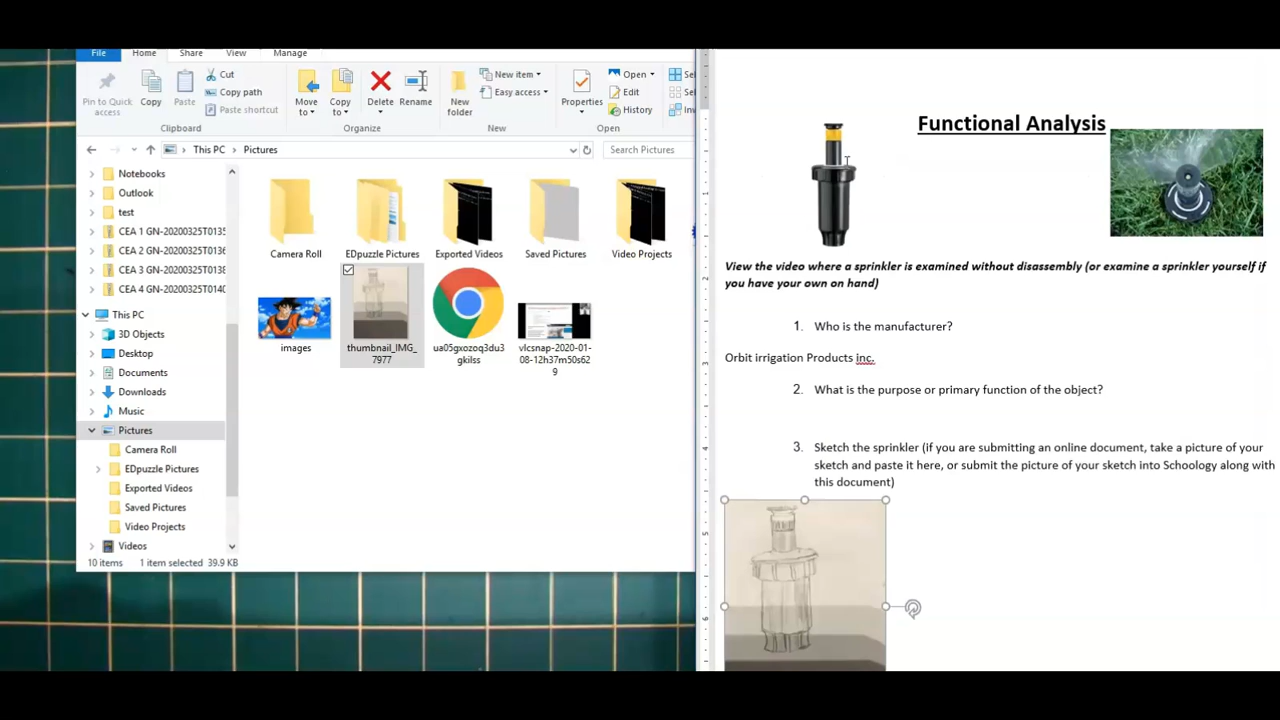 File Home Share View Manage
Pin to Quick access
Copy
Paste
Cut
Copy path
Paste shortcut
Move to
Copy to
Delete
Rename
New folder
New item
Easy access
Properties
Open
Edit
History
Clipboard Organize New Open
This PC > Pictures
Search Pictures
Notebooks
Outlook
test
CEA 1 GN-20200325T0135
CEA 2 GN-20200325T0136
CEA 3 GN-20200325T0138
CEA 4 GN-20200325T0140
This PC
3D Objects
Desktop
Documents
Downloads
Music
Pictures
Camera Roll
EDpuzzle Pictures
Exported Videos
Saved Pictures
Video Projects
Videos
Camera Roll
EDpuzzle Pictures
Exported Videos
Saved Pictures
Video Projects
images
thumbnail_IMG_
7977
ua05gxozoq3du3
gkilss
vlcsnap-2020-01-
08-12h37m50s62
9
10 items 1 item selected 39.9 KB
Functional Analysis
View the video where a sprinkler is examined without disassembly (or examine a sprinkler yourself if
you have your own on hand)
1. Who is the manufacturer?
Orbit irrigation Products inc.
2. What is the purpose or primary function of the object?
3. Sketch the sprinkler (if you are submitting an online document, take a picture of your
sketch and paste it here, or submit the picture of your sketch into Schoology along with
this document)